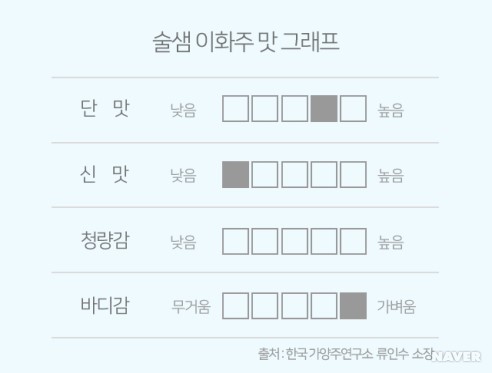 술샘 이화주 맛 그래프
단 맛 낮음 높음
신 맛 낮음 높음
청량감 낮음 높음
바디감 무거움 가벼움
출처 : 한국 가양주연구소 류인수 소장
NAVER